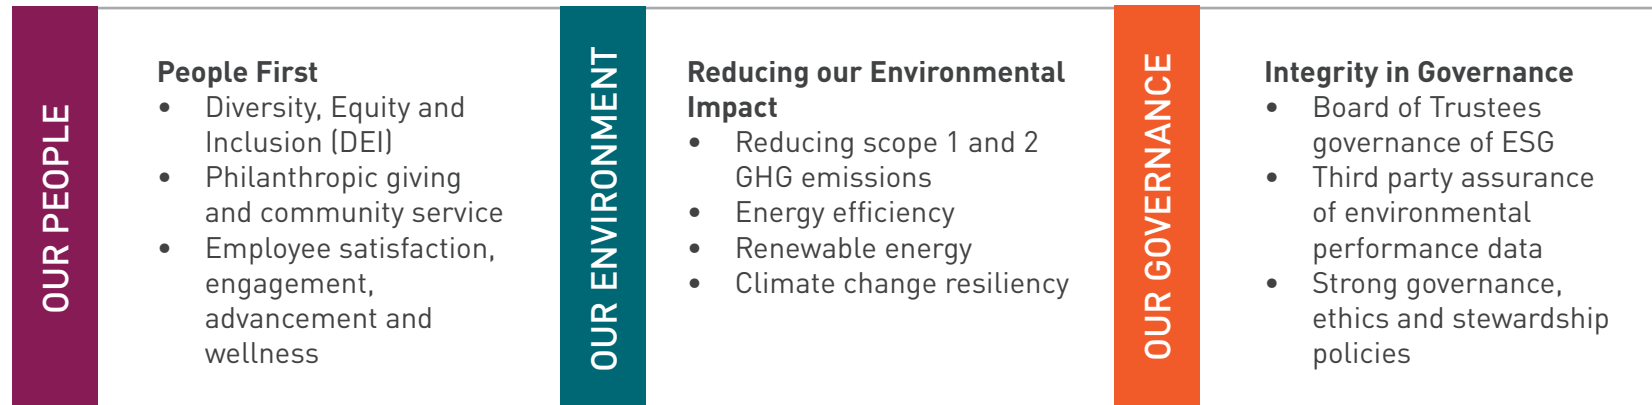 OUR PEOPLE
People First
• Diversity, Equity and
Inclusion (DEI)
• Philanthropic giving
and community service
• Employee satisfaction,
engagement,
advancement and
wellness
OUR ENVIRONMENT
Reducing our Environmental
Impact
• Reducing scope 1 and 2
GHG emissions
• Energy efficiency
• Renewable energy
• Climate change resiliency
OUR GOVERNANCE
Integrity in Governance
• Board of Trustees
governance of ESG
• Third party assurance
of environmental
performance data
• Strong governance,
ethics and stewardship
policies